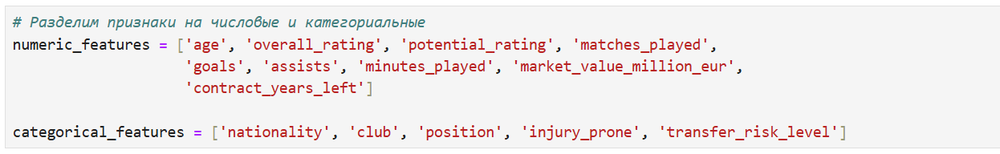 # Разделим признаки на числовые и категориальные
numeric_features = ['age', 'overall_rating', 'potential_rating', 'matches_played',
'goals', 'assists', 'minutes_played', 'market_value_million_eur',
'contract_years_left']
categorical_features = ['nationality', 'club', 'position', 'injury_prone', 'transfer_risk_level']